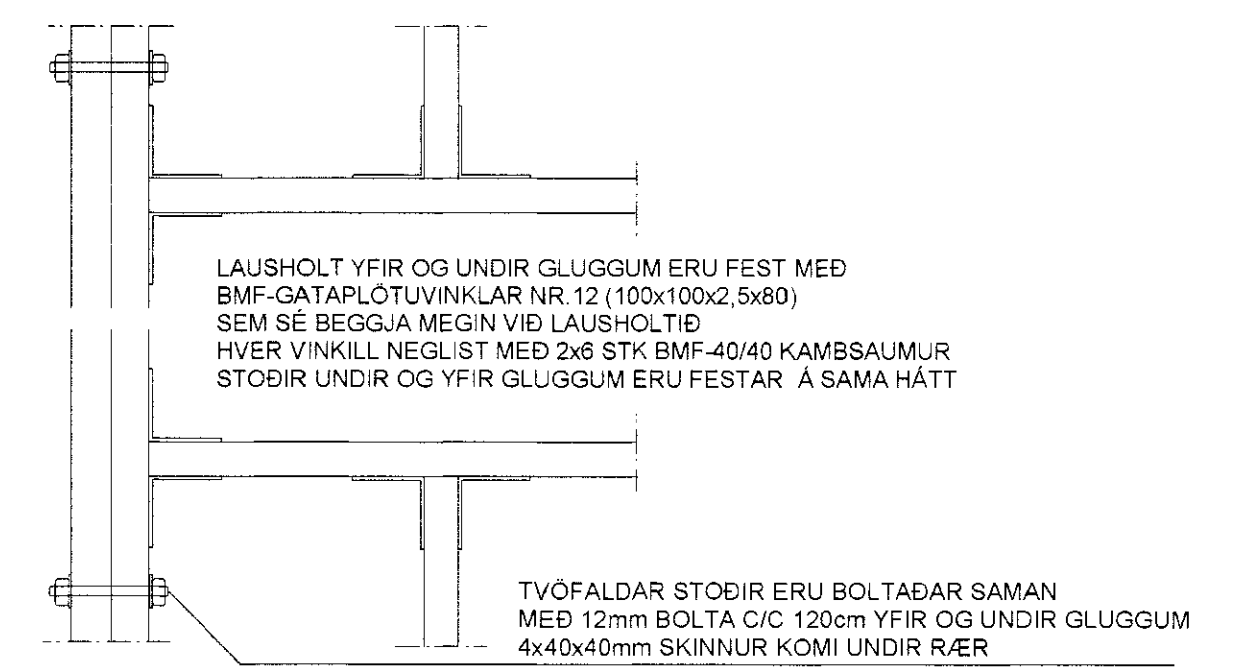 LAUSHOLT YFIR OG UNDIR GLUGGUM ERU FEST MEÐ
BMF-GATAPLÖTUVINKLAR NR.12 (100x100x2,5x80)
SEM SÉ BEGGJA MEGIN VIÐ LAUSHOLTIÐ
HVER VINKILL NEGLIST MEÐ 2x6 STK BMF-40/40 KAMBSAUMUR
STOÐIR UNDIR OG YFIR GLUGGUM ERU FESTAR Á SAMA HÁTT
TVÖFALDAR STOÐIR ERU BOLTAÐAR SAMAN
MEÐ 12mm BOLTA C/C 120cm YFIR OG UNDIR GLUGGUM
4x40x40mm SKINNUR KOMI UNDIR RÆR